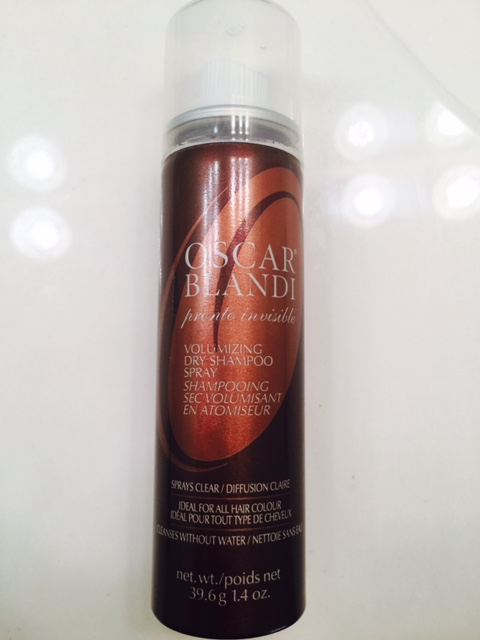 OSCAR®
BLANDI
pronto invisible
VOLUMIZING
DRY SHAMPOO
SPRAY
SHAMPOOING
SEC VOLUMISANT
EN ATOMISEUR
SPRAYS CLEAR / DIFFUSION CLAIRE
IDEAL FOR ALL HAIR COLOUR
IDÉAL POUR TOUT TYPE DE CHEVEUX
CLEANSES WITHOUT WATER / NETTOIE SANS EAU
net.wt./poids net
39.6 g 1.4 oz.